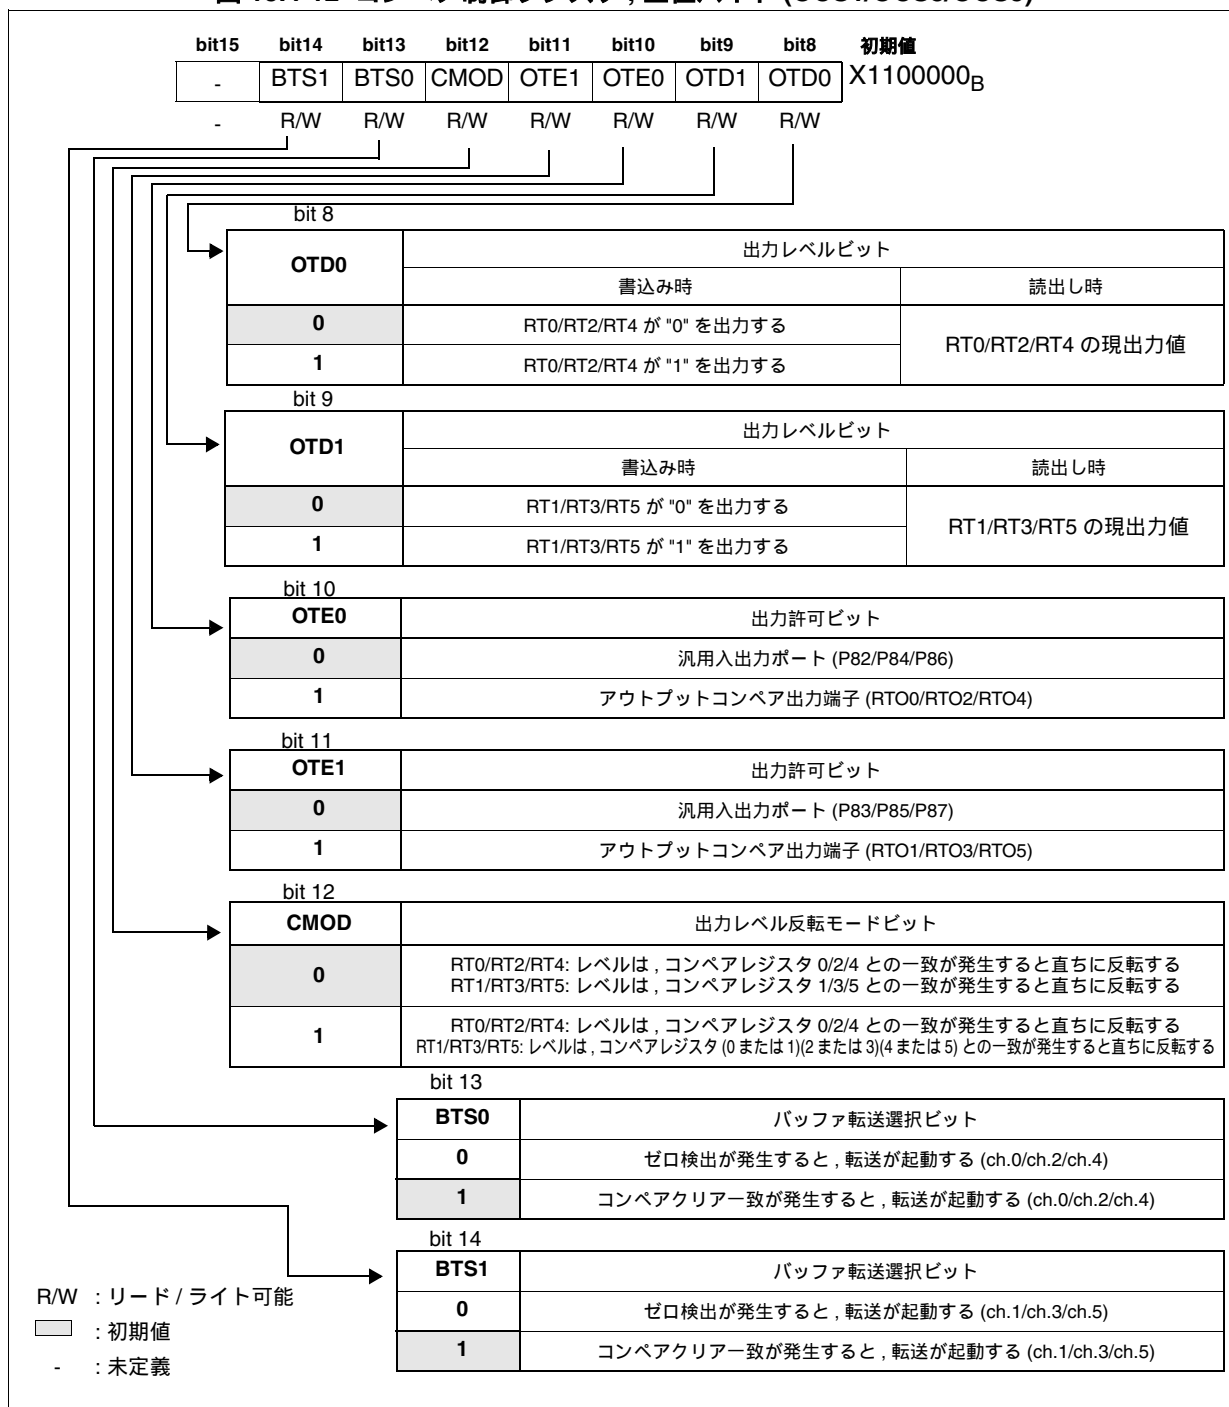 bit15 bit14 bit13 bit12 bit11 bit10 bit9 bit8 初期値
- BTS1 BTS0 CMOD OTE1 OTE0 OTD1 OTD0 X1100000B
- R/W R/W R/W R/W R/W R/W R/W
bit 8
OTD0 出力レベルビット
書込み時 読出し時
0 RT0/RT2/RT4 が "0" を出力する RT0/RT2/RT4 の現出力値
1 RT0/RT2/RT4 が "1" を出力する
bit 9
OTD1 出力レベルビット
書込み時 読出し時
0 RT1/RT3/RT5 が "0" を出力する RT1/RT3/RT5 の現出力値
1 RT1/RT3/RT5 が "1" を出力する
bit 10
OTE0 出力許可ビット
0 汎用入出力ポート (P82/P84/P86)
1 アウトプットコンペア出力端子 (RTO0/RTO2/RTO4)
bit 11
OTE1 出力許可ビット
0 汎用入出力ポート (P83/P85/P87)
1 アウトプットコンペア出力端子 (RTO1/RTO3/RTO5)
bit 12
CMOD 出力レベル反転モードビット
0 RT0/RT2/RT4: レベルは , コンペアレジスタ 0/2/4 との一致が発生すると直ちに反転する
RT1/RT3/RT5: レベルは , コンペアレジスタ 1/3/5 との一致が発生すると直ちに反転する
1 RT0/RT2/RT4: レベルは , コンペアレジスタ 0/2/4 との一致が発生すると直ちに反転する
RT1/RT3/RT5: レベルは , コンペアレジスタ (0 または 1)(2 または 3)(4 または 5) との一致が発生すると直ちに反転する
bit 13
BTS0 バッファ転送選択ビット
0 ゼロ検出が発生すると , 転送が起動する (ch.0/ch.2/ch.4)
1 コンペアクリアー致が発生すると , 転送が起動する (ch.0/ch.2/ch.4)
bit 14
BTS1 バッファ転送選択ビット
0 ゼロ検出が発生すると , 転送が起動する (ch.1/ch.3/ch.5)
1 コンペアクリアー致が発生すると , 転送が起動する (ch.1/ch.3/ch.5)
R/W : リード / ライト可能
: 初期値
- : 未定義